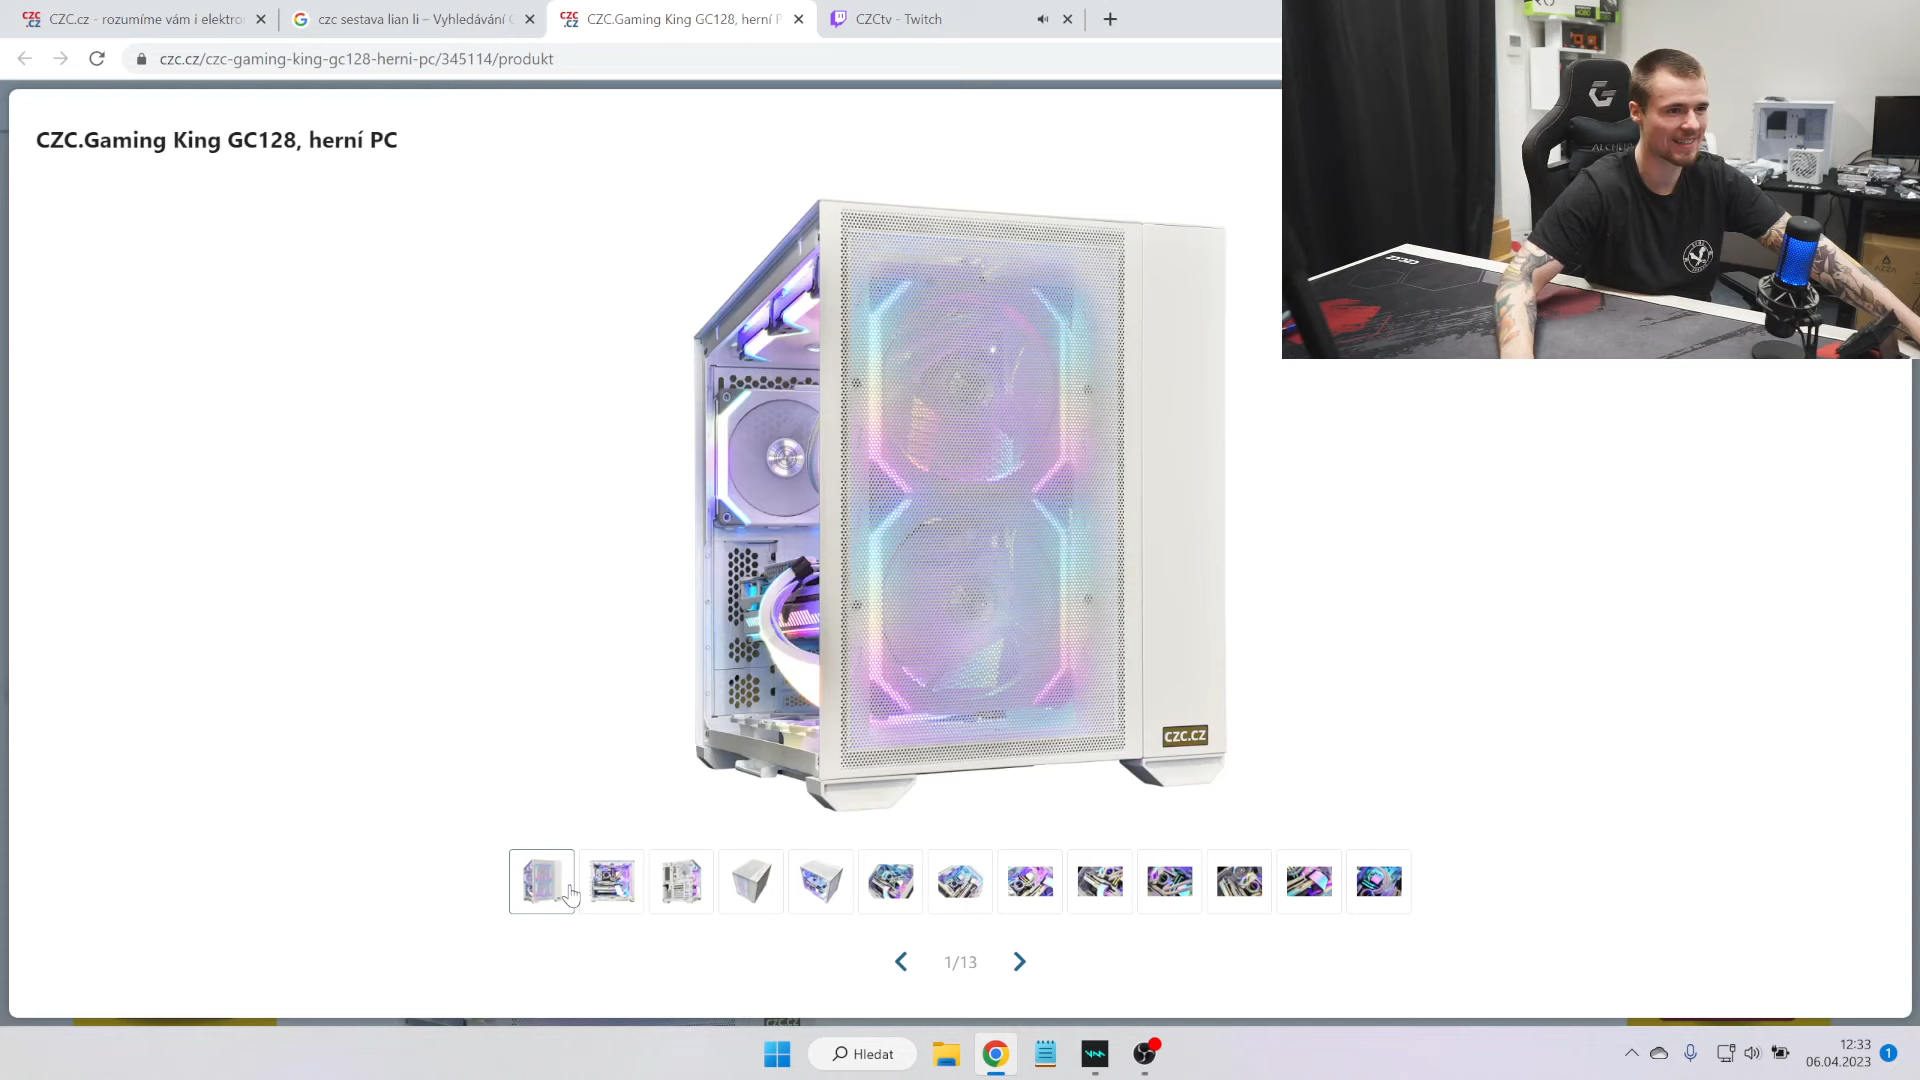 CZC.cz - rozumíme vám i elektro
czc sestava lian li – Vyhledávání
CZC.Gaming King GC128, herní P
CZCtv - Twitch
czc.cz/czc-gaming-king-gc128-herni-pc/345114/produkt
CZC.Gaming King GC128, herní PC
CZC.CZ
1/13
Hledat
12:33
06.04.2023
1